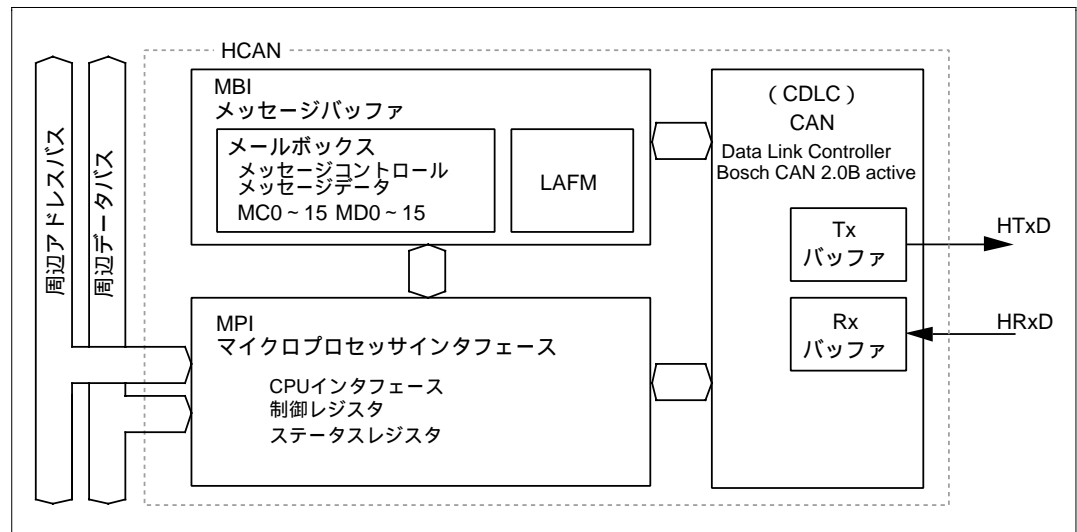 HCAN
周辺アドレスバス
周辺データバス
MBI
メッセージバッファ
メールボックス
メッセージコントロール
メッセージデータ
MC0～15 MD0～15
LAFM
MPI
マイクロプロセッサインタフェース
CPUインタフェース
制御レジスタ
ステータスレジスタ
（CDLC）
CAN
Data Link Controller
Bosch CAN 2.0B active
Tx
バッファ
HTxD
Rx
バッファ
HRxD